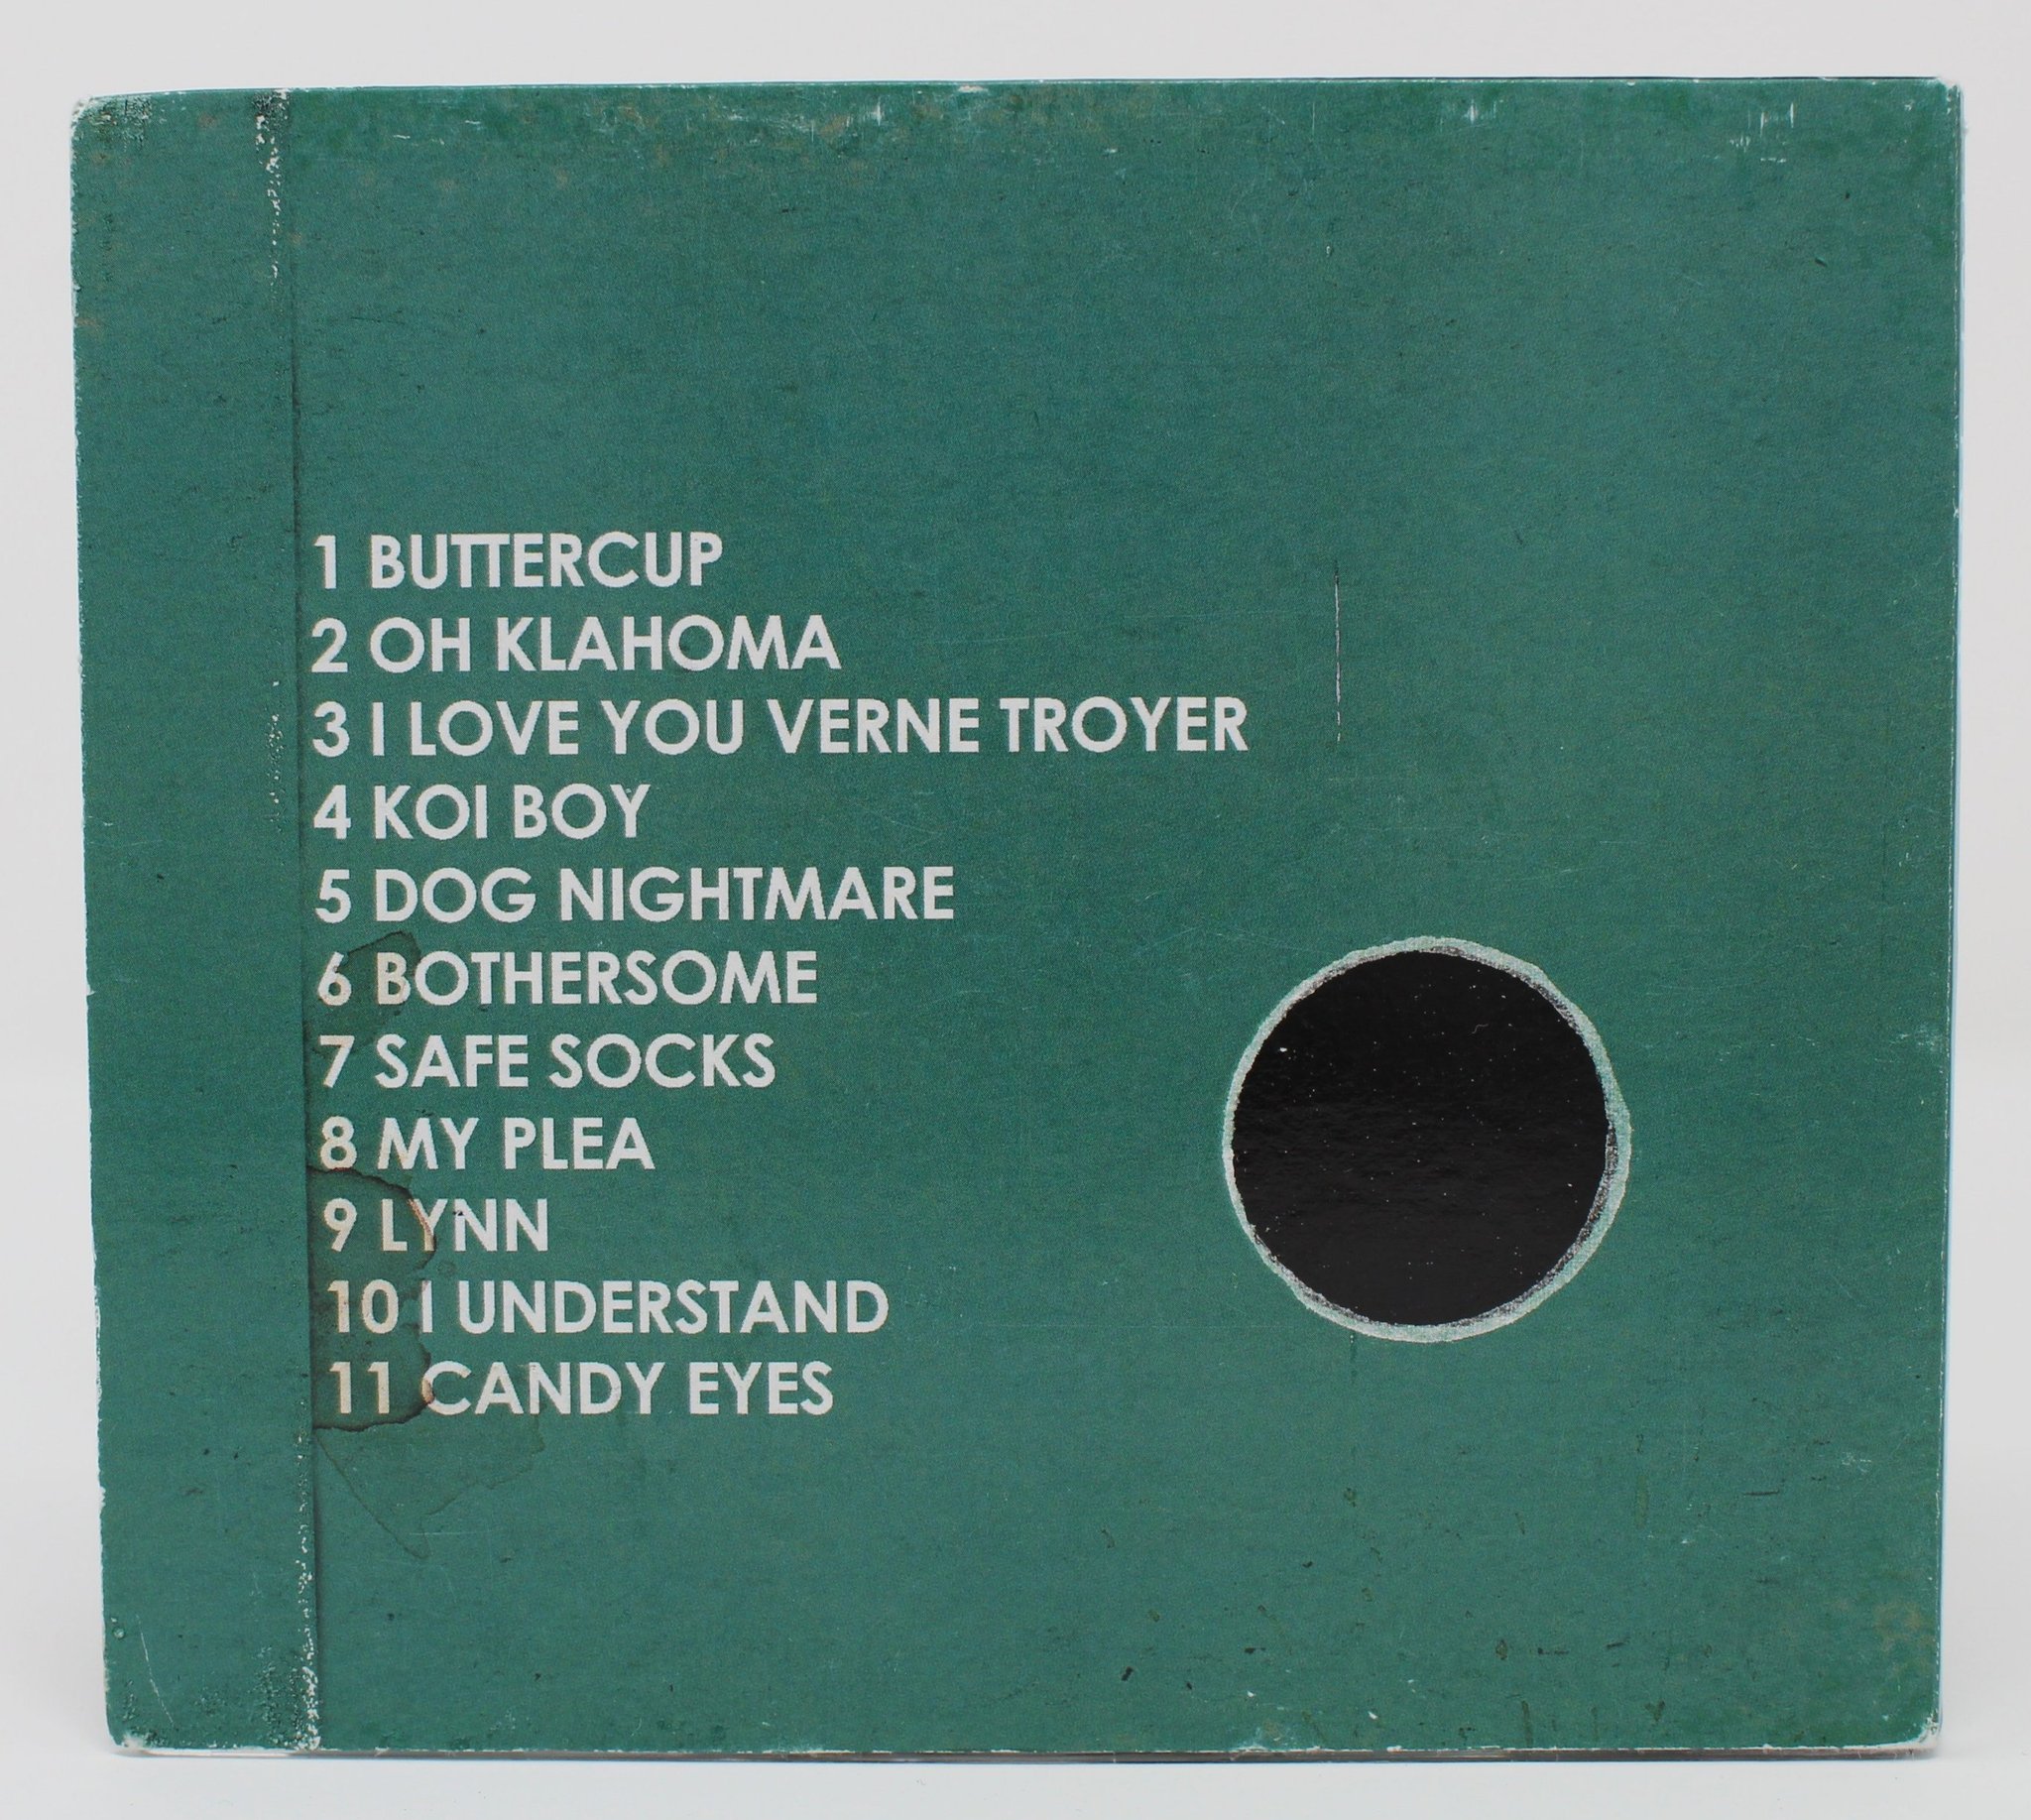 1 BUTTERCUP
2 OH KLAHOMA
3 I LOVE YOU VERNE TROYER
4 KOI BOY
5 DOG NIGHTMARE
6 BOTHERSOME
7 SAFE SOCKS
8 MY PLEA
9 LYNN
10 I UNDERSTAND
11 CANDY EYES